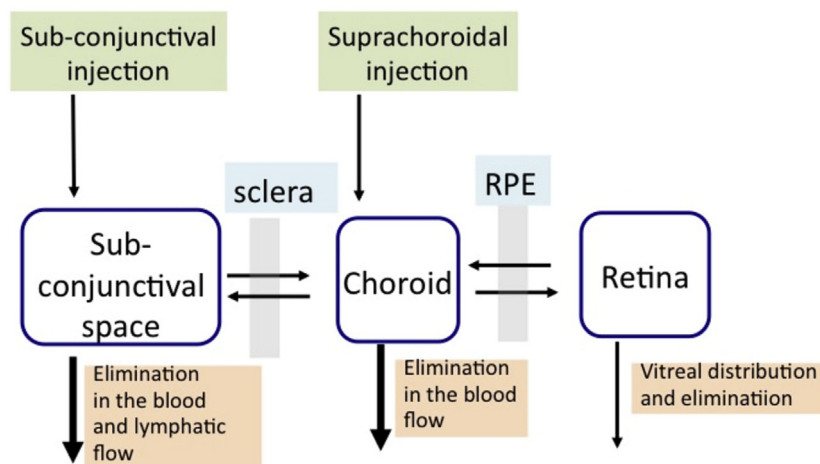 Sub-conjunctival
injection
Suprachoroidal
injection
sclera
RPE
Sub-
conjunctival
space
Choroid
Retina
Elimination
in the blood
and lymphatic
flow
Elimination
in the blood
flow
Vitreal distribution
and eliminatiion